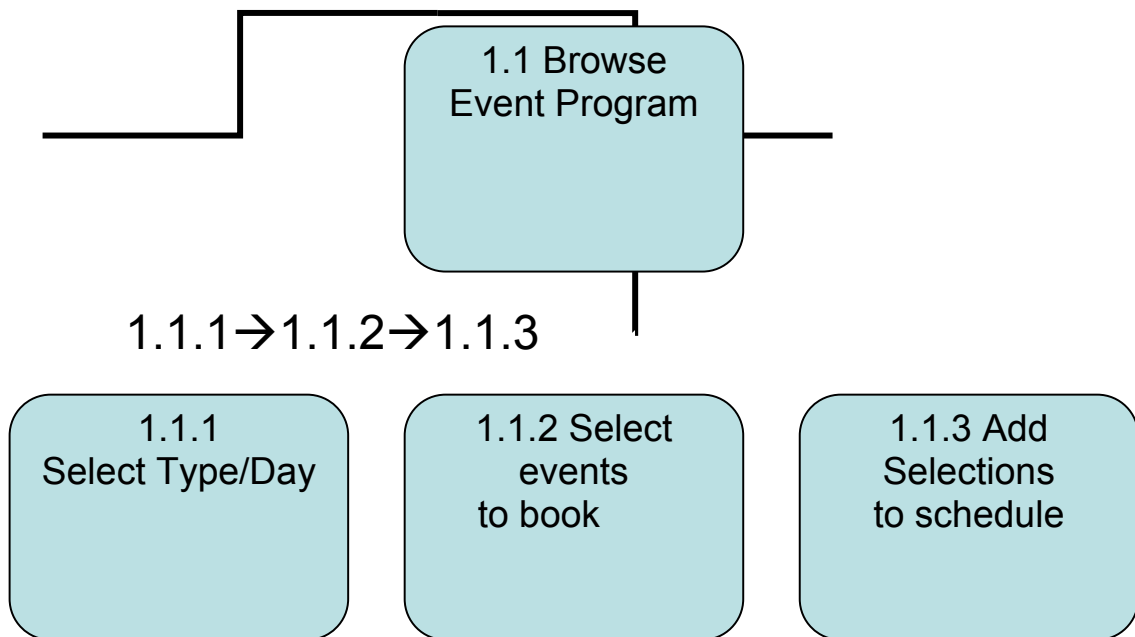 1.1 Browse
Event Program
1.1.1→1.1.2→1.1.3
1.1.1
Select Type/Day
1.1.2 Select
events
to book
1.1.3 Add
Selections
to schedule